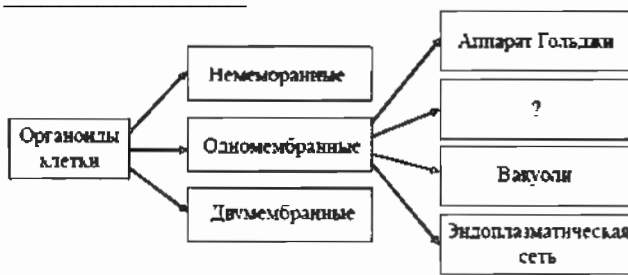 Аппарат Гольджи
Немембранные
?
Органоиды
клетки
Одномембранные
Вакуоли
Двумембранные
Эндоплазматическая
сеть